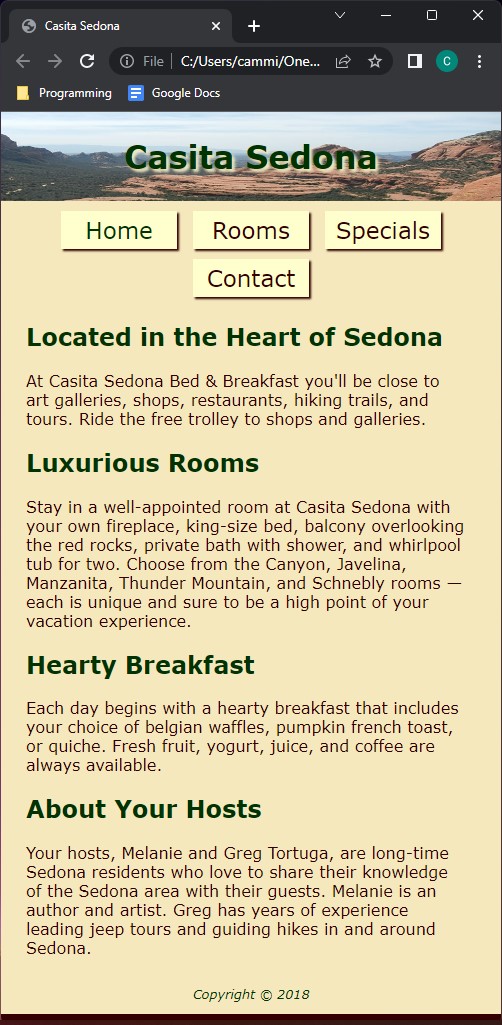 Casita Sedona
File
C:/Users/cammi/One...
C
Programming
Google Docs
Casita Sedona
Home
Rooms
Specials
Contact
Located in the Heart of Sedona
At Casita Sedona Bed & Breakfast you'll be close to
art galleries, shops, restaurants, hiking trails, and
tours. Ride the free trolley to shops and galleries.
Luxurious Rooms
Stay in a well-appointed room at Casita Sedona with
your own fireplace, king-size bed, balcony overlooking
the red rocks, private bath with shower, and whirlpool
tub for two. Choose from the Canyon, Javelina,
Manzanita, Thunder Mountain, and Schnebly rooms —
each is unique and sure to be a high point of your
vacation experience.
Hearty Breakfast
Each day begins with a hearty breakfast that includes
your choice of belgian waffles, pumpkin french toast,
or quiche. Fresh fruit, yogurt, juice, and coffee are
always available.
About Your Hosts
Your hosts, Melanie and Greg Tortuga, are long-time
Sedona residents who love to share their knowledge
of the Sedona area with their guests. Melanie is an
author and artist. Greg has years of experience
leading jeep tours and guiding hikes in and around
Sedona.
Copyright © 2018